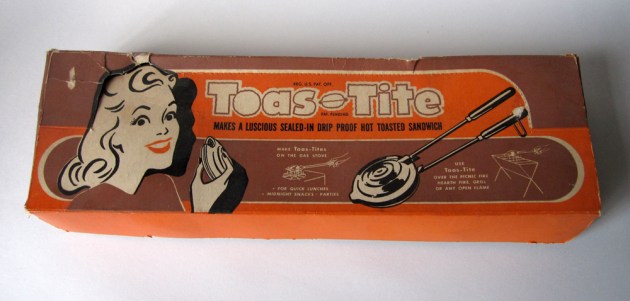 REG. U.S. PAT. OFF.
Toas-Tite
PAT. PENDING
MAKES A LUSCIOUS SEALED-IN DRIP PROOF HOT TOASTED SANDWICH
MAKE Toas-Tites
ON THE GAS STOVE
• FOR QUICK LUNCHES
• MIDNIGHT SNACKS • PARTIES
USE
Toas-Tite
OVER THE PICNIC FIRE
HEARTH FIRE, GRILL
OR ANY OPEN FLAME